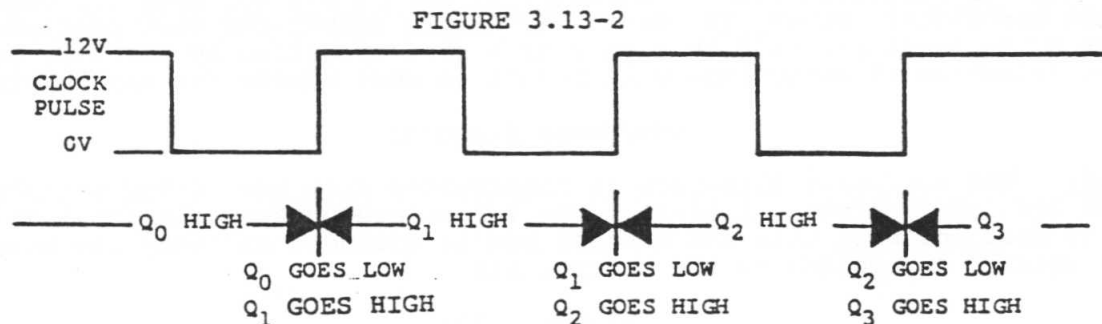 FIGURE 3.13-2
12V
CLOCK
PULSE
GV
Q0 HIGH Q1 HIGH Q2 HIGH Q3
Q0 GOES LOW Q1 GOES LOW Q2 GOES LOW
Q1 GOES HIGH Q2 GOES HIGH Q3 GOES HIGH